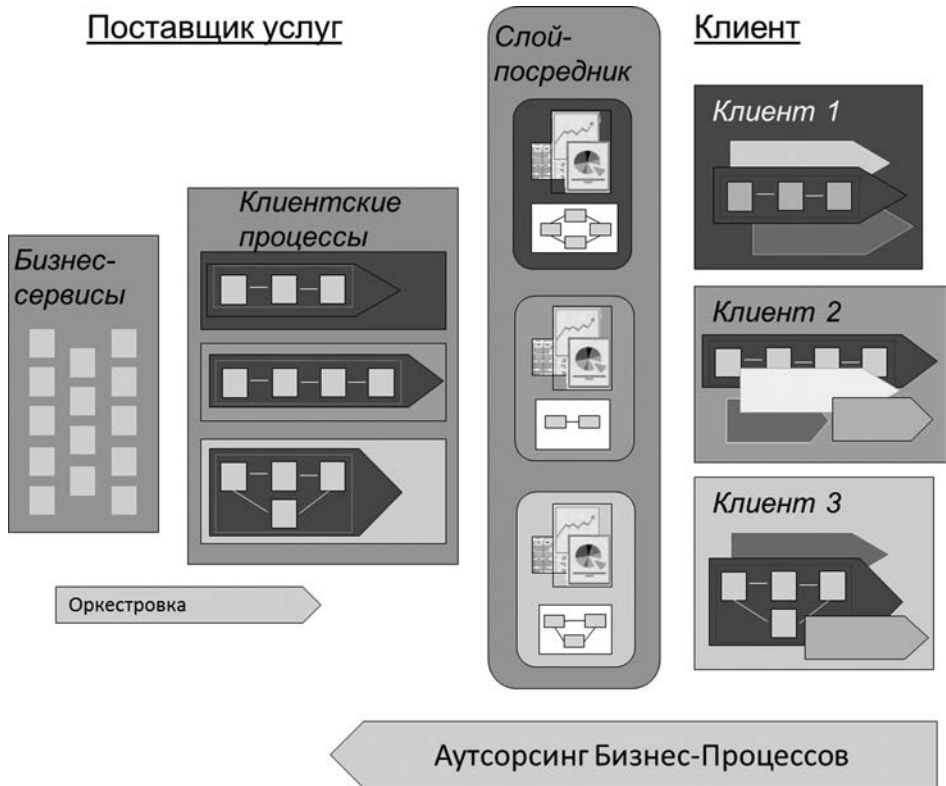 Поставщик услуг
Слой-
посредник
Клиент
Клиент 1
Клиентские
процессы
Бизнес-
сервисы
Клиент 2
Клиент 3
Оркестровка
Аутсорсинг Бизнес-Процессов